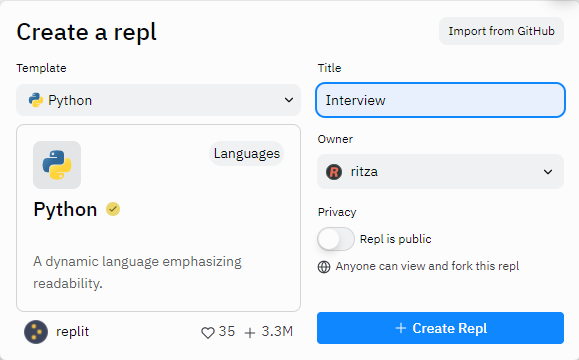 Create a repl
Import from GitHub
Template
Python
Languages
Python
A dynamic language emphasizing
readability.
replit
35
3.3M
Title
Interview
Owner
ritza
Privacy
Repl is public
Anyone can view and fork this repl
+ Create Repl